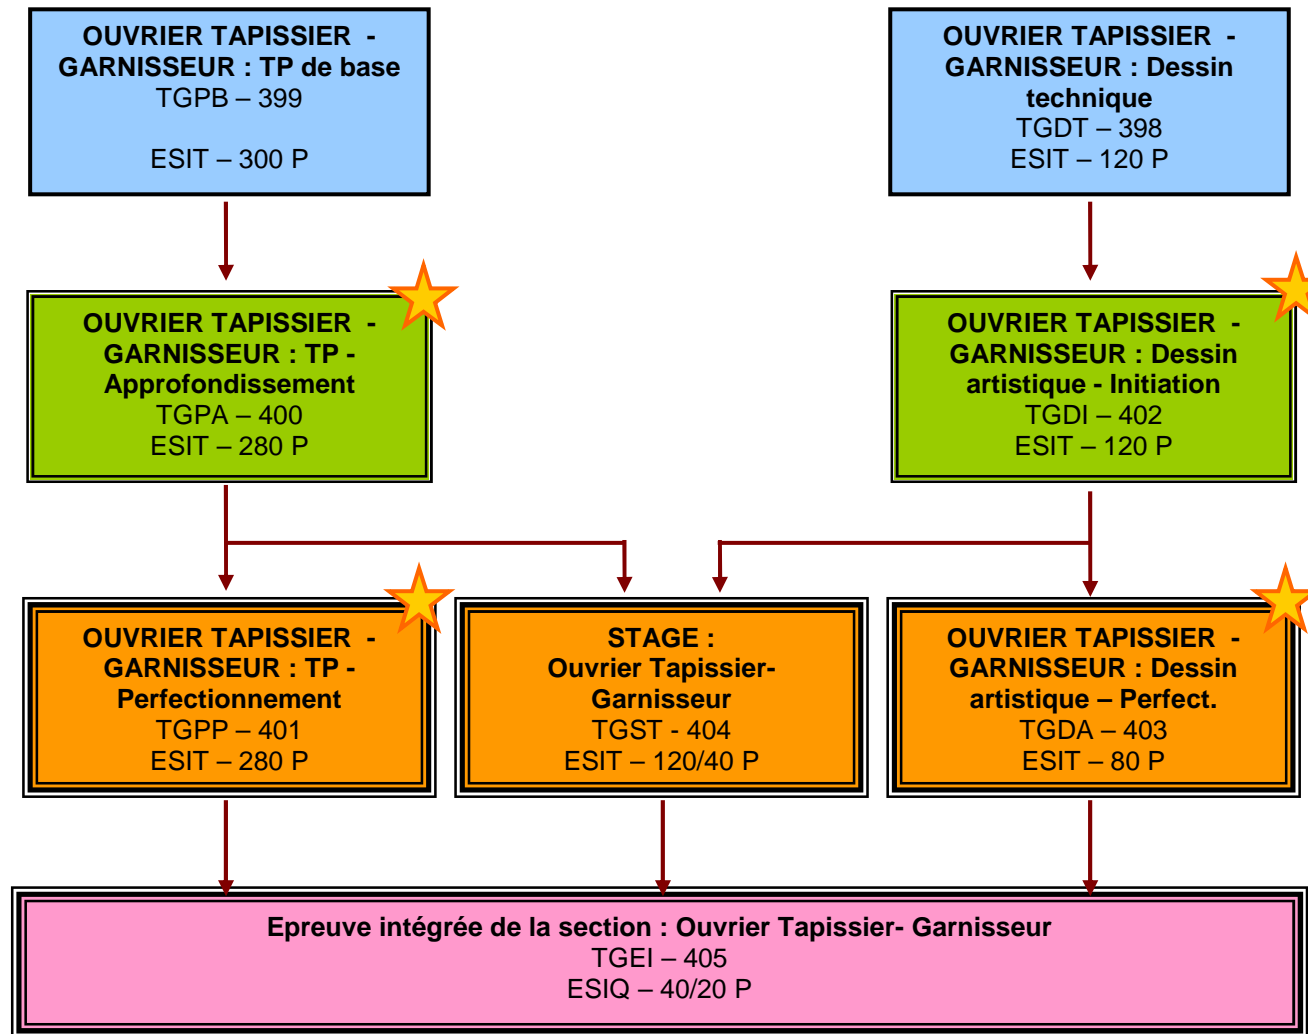 OUVRIER TAPISSIER -
GARNISSEUR : TP de base
TGPB – 399
ESIT – 300 P
OUVRIER TAPISSIER -
GARNISSEUR : Dessin
technique
TGDT – 398
ESIT – 120 P
OUVRIER TAPISSIER -
GARNISSEUR : TP -
Approfondissement
TGPA – 400
ESIT – 280 P
OUVRIER TAPISSIER -
GARNISSEUR : Dessin
artistique - Initiation
TGDI – 402
ESIT – 120 P
OUVRIER TAPISSIER -
GARNISSEUR : TP -
Perfectionnement
TGPP – 401
ESIT – 280 P
STAGE :
Ouvrier Tapissier-
Garnisseur
TGST - 404
ESIT – 120/40 P
OUVRIER TAPISSIER -
GARNISSEUR : Dessin
artistique – Perfect.
TGDA – 403
ESIT – 80 P
Epreuve intégrée de la section : Ouvrier Tapissier- Garnisseur
TGEI – 405
ESIQ – 40/20 P